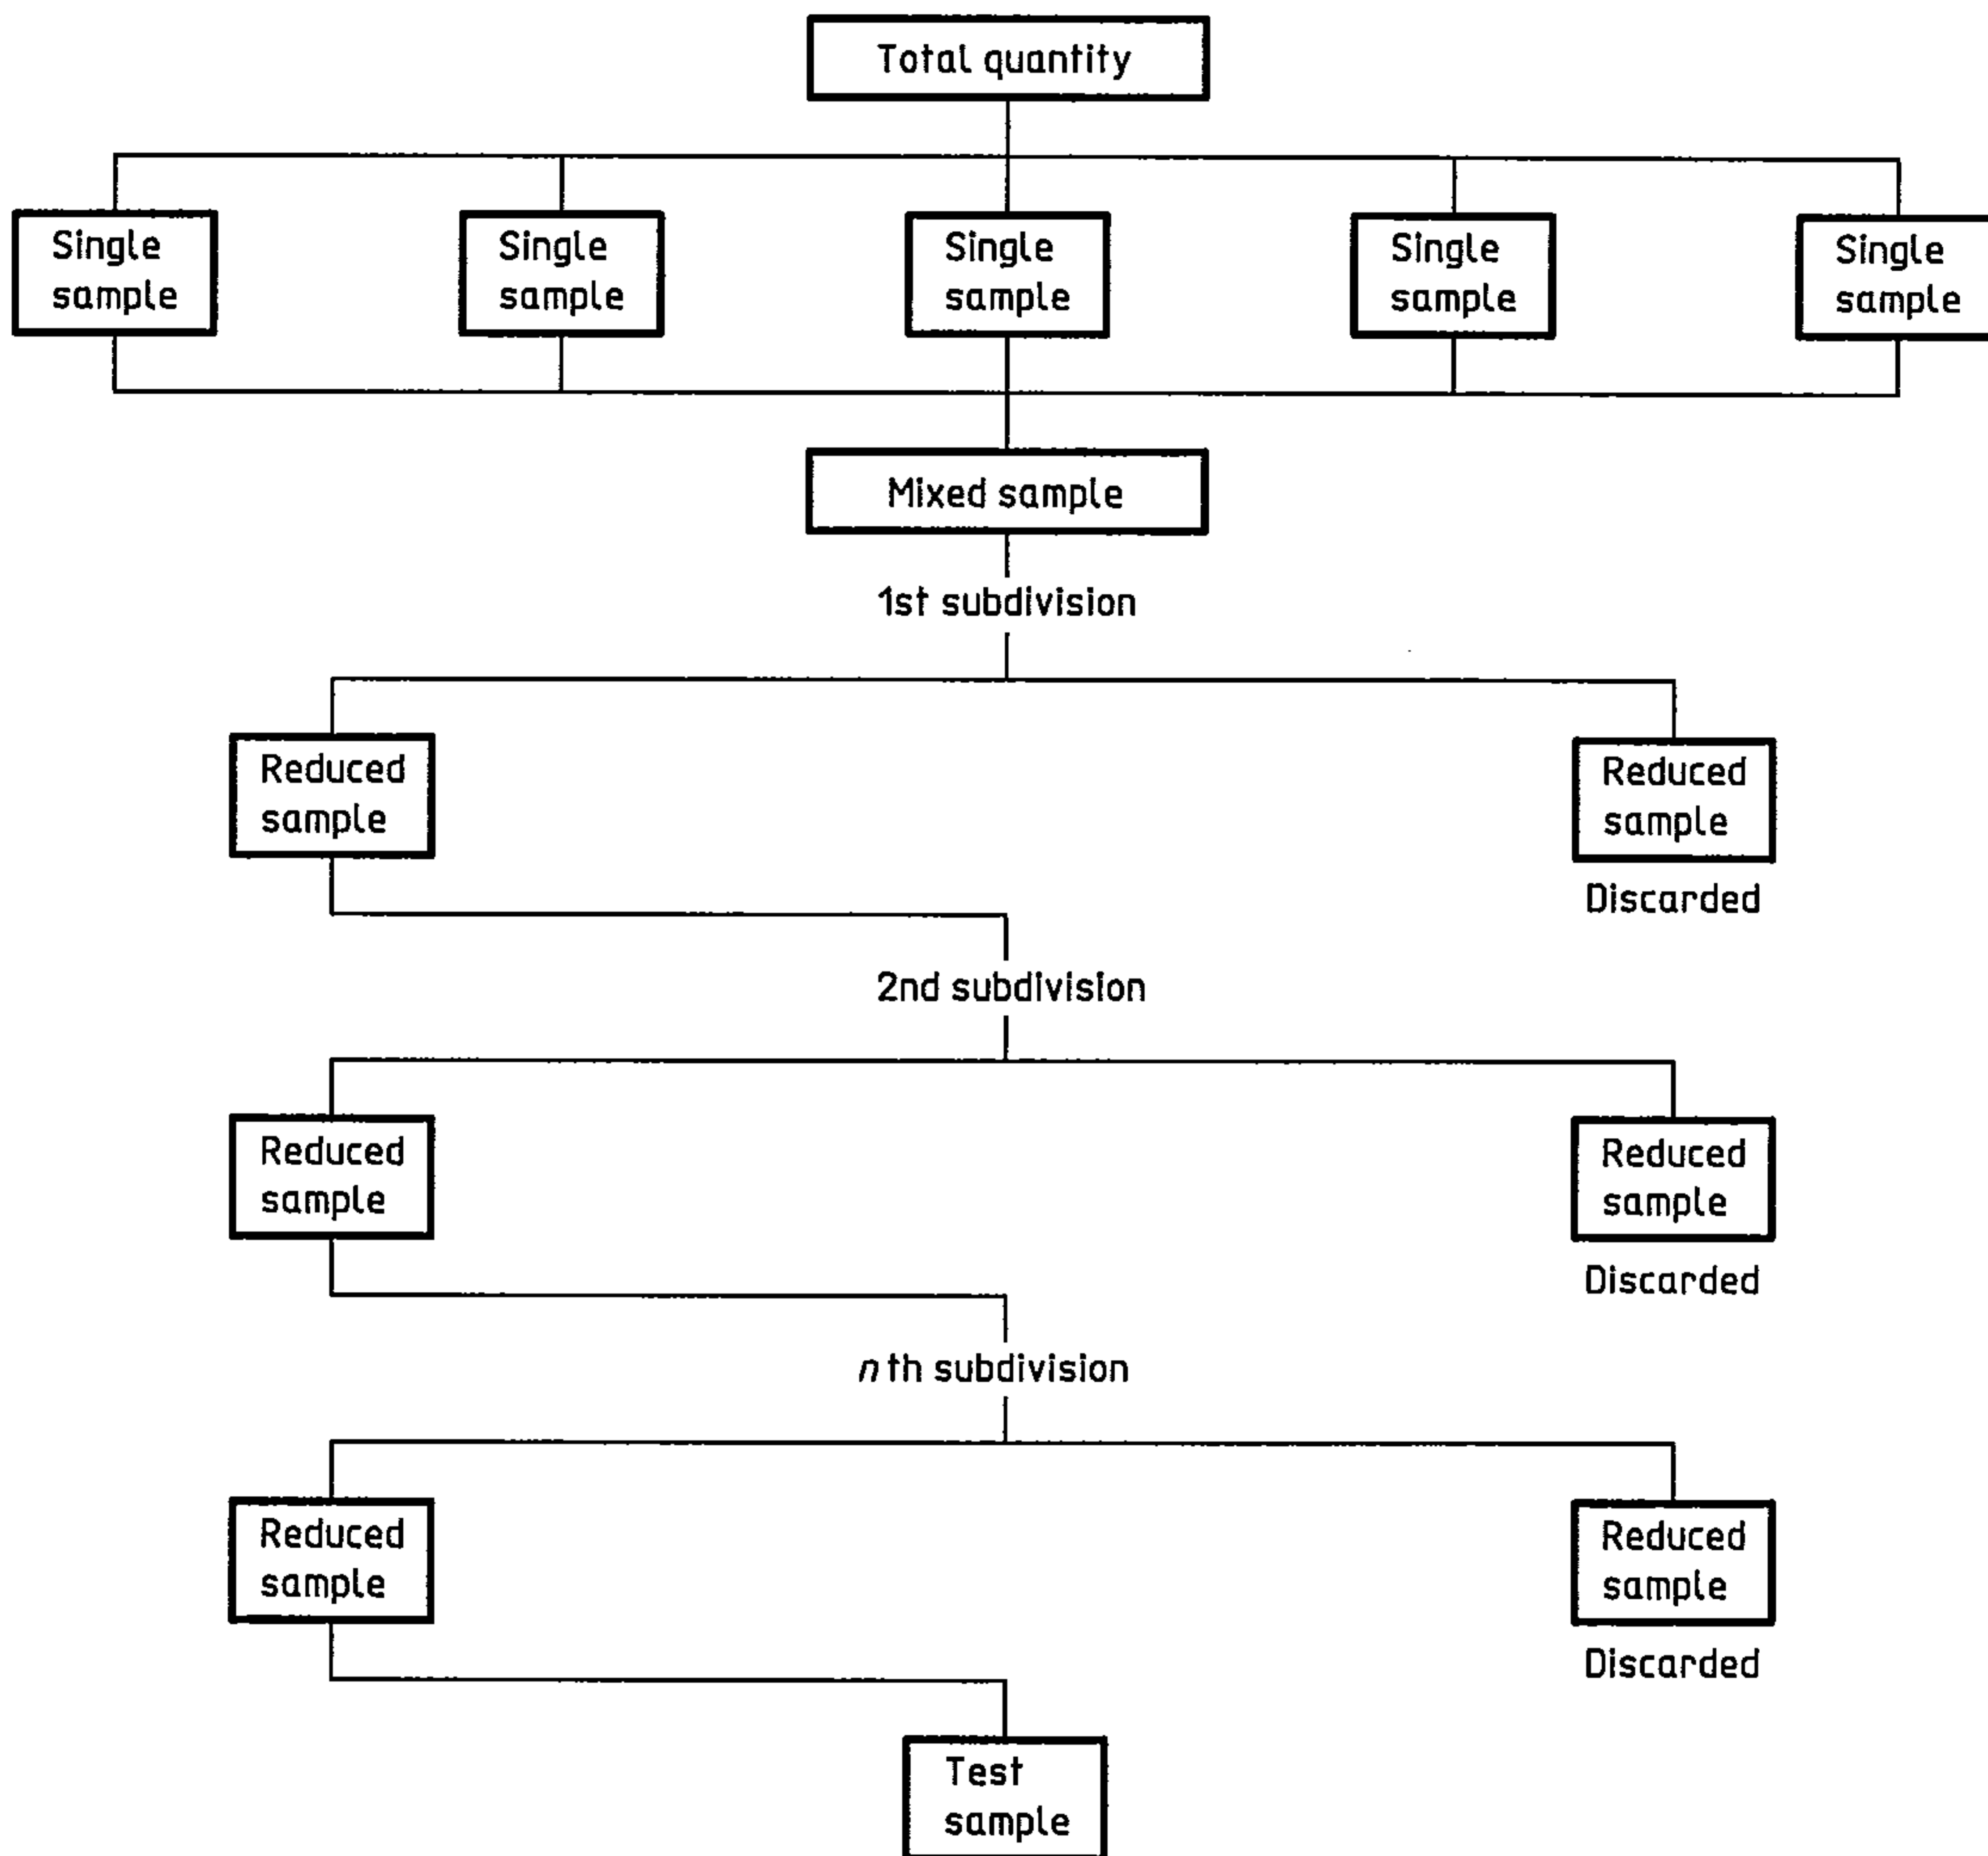 Total quantity
Single
sample
Single
sample
Single
sample
Single
sample
Single
sample
Mixed sample
1st subdivision
Reduced
sample
Reduced
sample
Discarded
2nd subdivision
Reduced
sample
Reduced
sample
Discarded
nth subdivision
Reduced
sample
Reduced
sample
Discarded
Test
sample